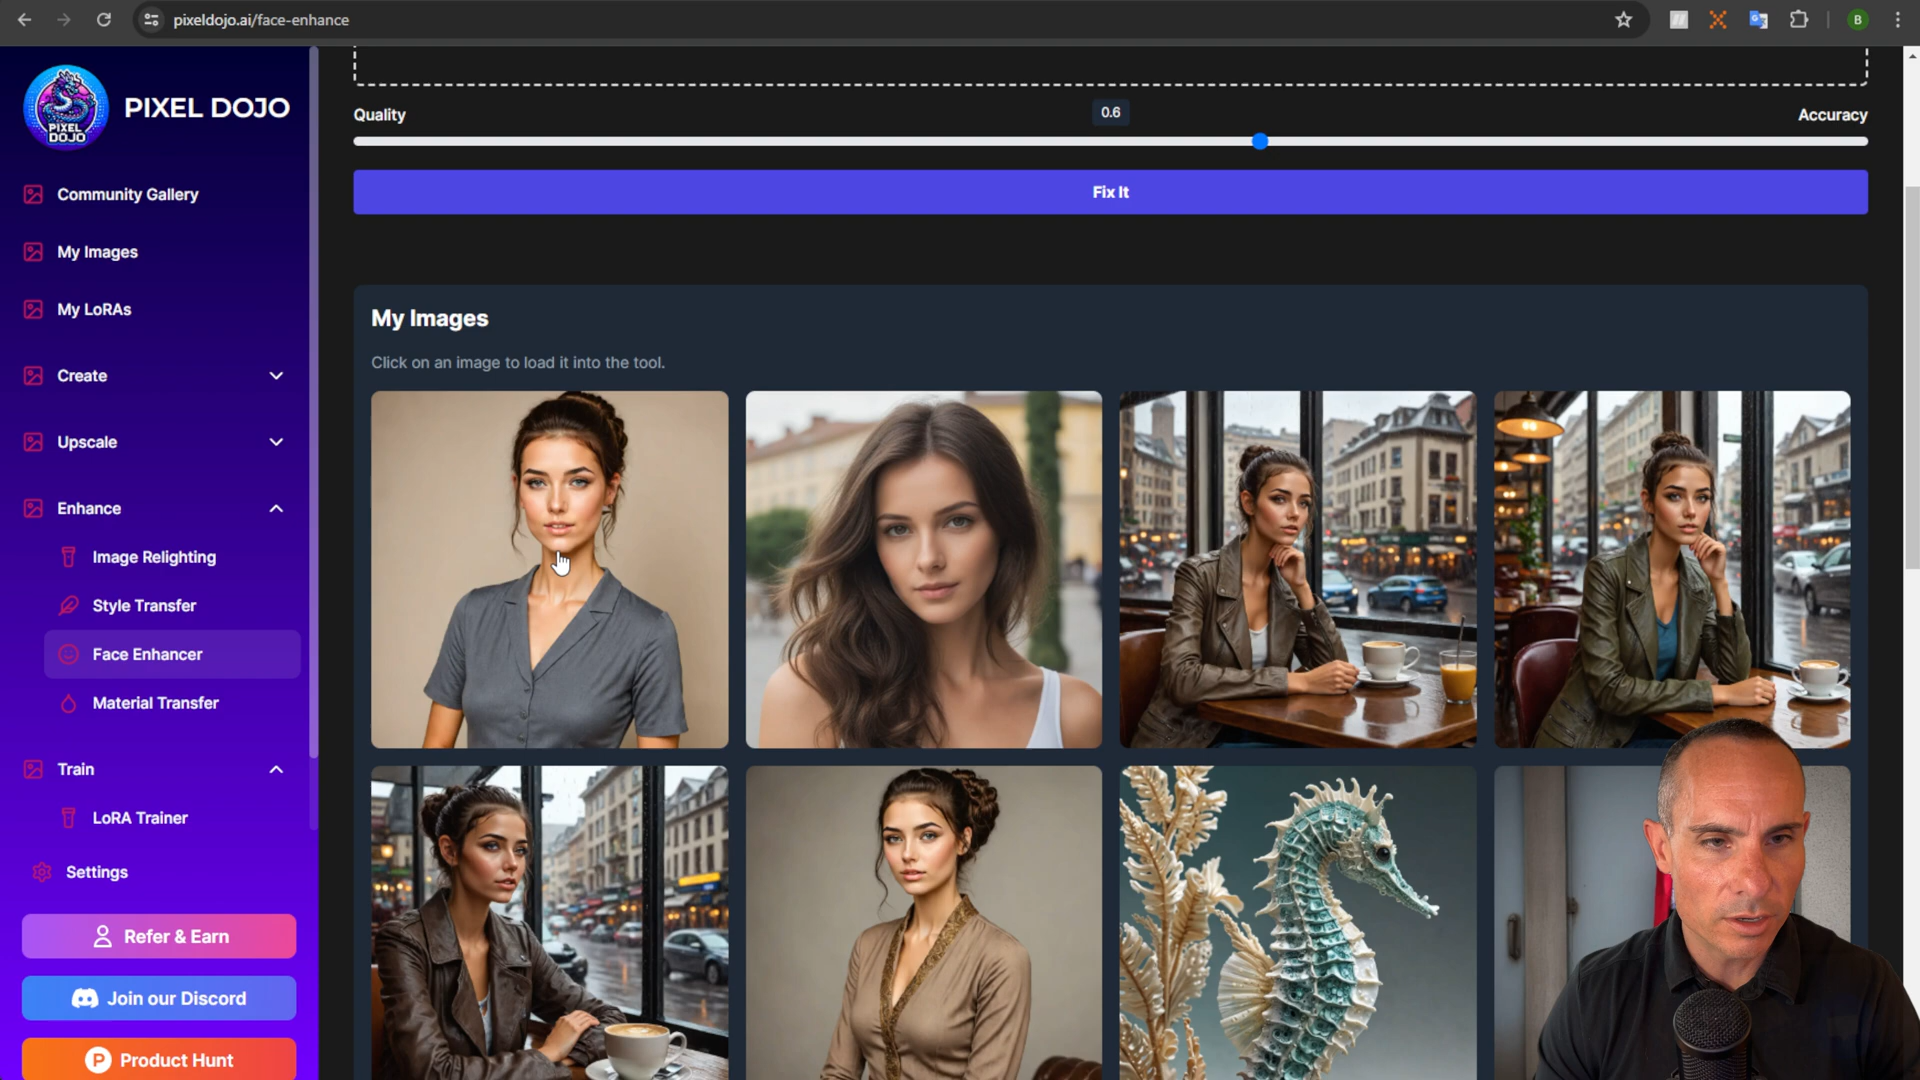 pixeldojo.ai/face-enhance
B
PIXEL DOJO
PIXEL
DOJO
Community Gallery
My Images
My LoRAs
Create
Upscale
Enhance
Image Relighting
Style Transfer
Face Enhancer
Material Transfer
Train
LoRA Trainer
Settings
Refer & Earn
Join our Discord
P Product Hunt
Quality
0.6
Accuracy
Fix It
My Images
Click on an image to load it into the tool.